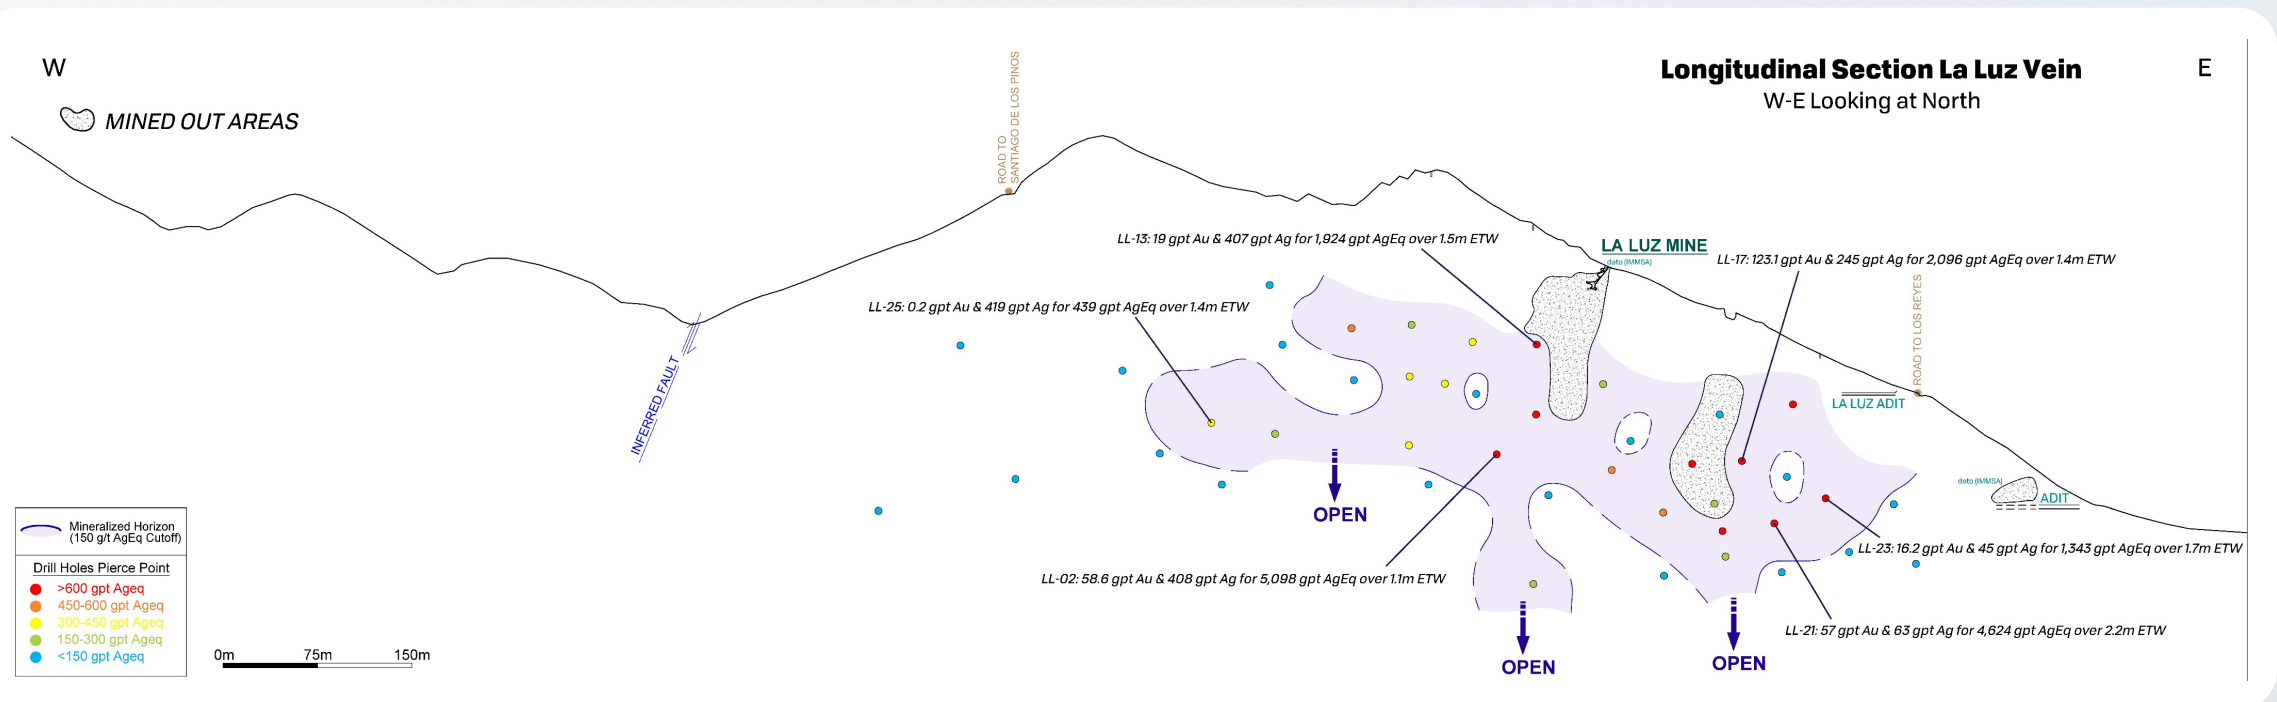 W
Longitudinal Section La Luz Vein
W-E Looking at North
E
MINED OUT AREAS
ROAD TO
SANTIAGO DE LOS PINOS
LL-13: 19 gpt Au & 407 gpt Ag for 1,924 gpt AgEq over 1.5m ETW
LA LUZ MINE
dato (IMMSA)
LL-17: 123.1 gpt Au & 245 gpt Ag for 2,096 gpt AgEq over 1.4m ETW
ROAD TO LOS REYES
LL-25: 0.2 gpt Au & 419 gpt Ag for 439 gpt AgEq over 1.4m ETW
INFERRED FAULT
LA LUZ ADIT
dato (IMMSA)
ADIT
OPEN
LL-23: 16.2 gpt Au & 45 gpt Ag for 1,343 gpt AgEq over 1.7m ETW
LL-02: 58.6 gpt Au & 408 gpt Ag for 5,098 gpt AgEq over 1.1m ETW
LL-21: 57 gpt Au & 63 gpt Ag for 4,624 gpt AgEq over 2.2m ETW
OPEN
OPEN
Mineralized Horizon
(150 g/t AgEq Cutoff)
Drill Holes Pierce Point
>600 gpt Ageq
450-600 gpt Ageq
300-450 gpt Ageq
150-300 gpt Ageq
<150 gpt Ageq
0m 75m 150m